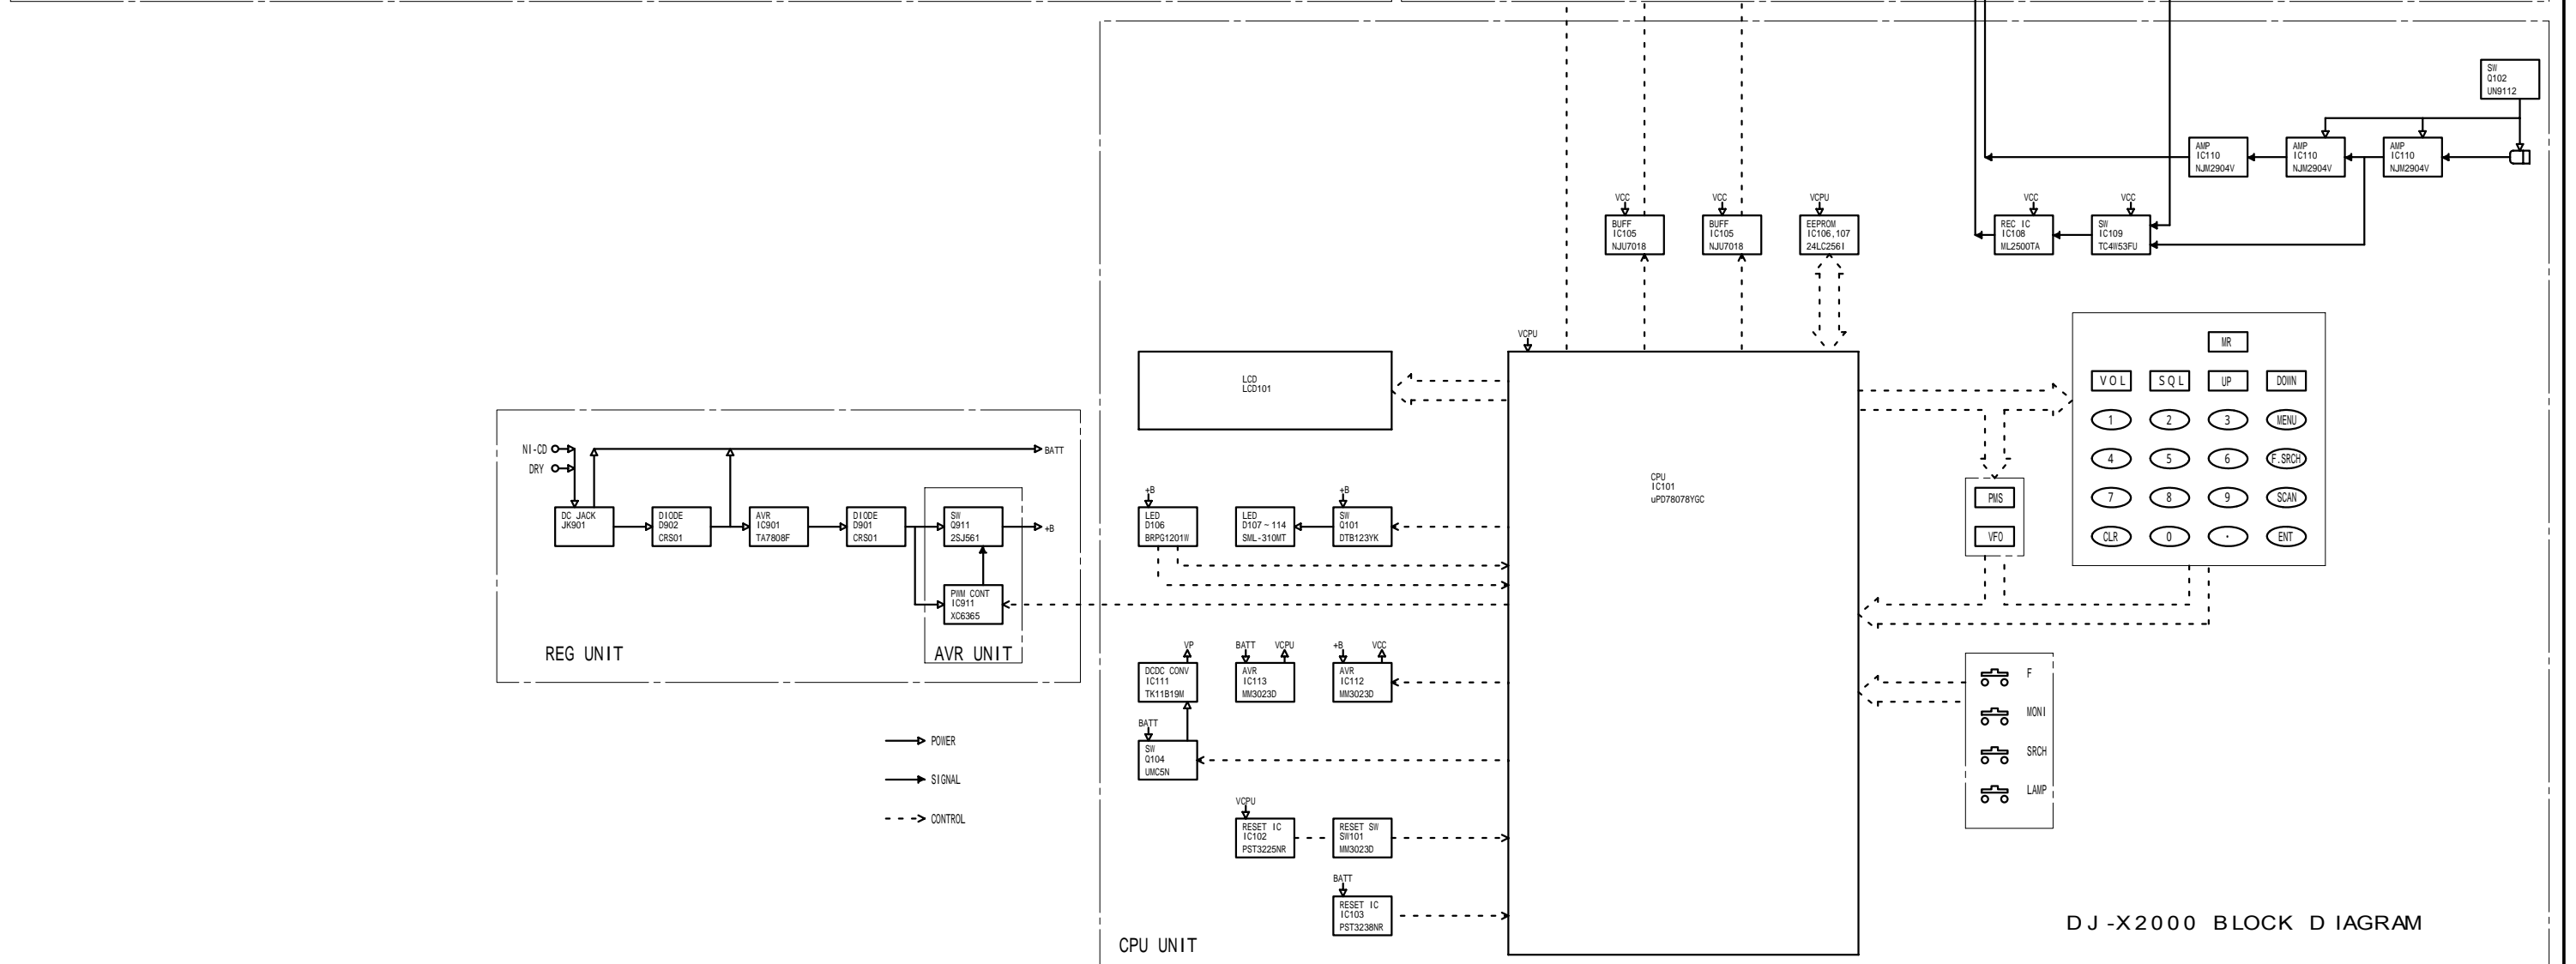 SW
Q102
UN9112
AMP
IC110
NJM2904V
AMP
IC110
NJM2904V
AMP
IC110
NJM2904V
VCC
BUFF
IC105
NJU7018
VCC
BUFF
IC105
NJU7018
VCPU
EEPROM
IC106,107
24LC256I
VCC
REC IC
IC108
ML2500TA
VCC
SW
IC109
TC4W53FU
VCPU
CPU
IC101
uPD78078YGC
LCD
LCD101
MR
VOL SQL UP DOWN
1 2 3 MENU
4 5 6 F.SRCH
7 8 9 SCAN
CLR 0 · ENT
PMS
VFO
NI-CD
DRY
BATT
DC JACK
JK901
DIODE
D902
CRS01
AVR
IC901
TA7808F
DIODE
D901
CRS01
SW
Q911
2SJ561
+B
PWM CONT
IC911
XC6365
REG UNIT
AVR UNIT
+B
LED
D106
BRPG1201W
LED
D107~114
SML-310MT
+B
SW
Q101
DTB123YK
VP
DCDC CONV
IC111
TK11B19M
BATT VCPU
AVR
IC113
MM3023D
+B VCC
AVR
IC112
MM3023D
BATT
SW
Q104
UMC5N
F
MONI
SRCH
LAMP
POWER
SIGNAL
CONTROL
VCPU
RESET IC
IC102
PST3225NR
RESET SW
SW101
MM3023D
BATT
RESET IC
IC103
PST3238NR
CPU UNIT
DJ-X2000 BLOCK DIAGRAM